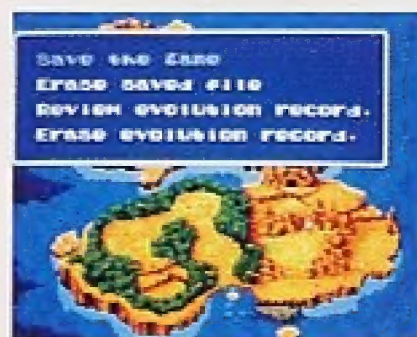 Save the Game
Erase saved file
Review evolution record.
Erase evolution record.